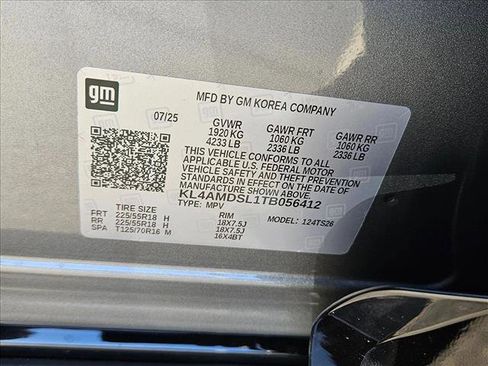 gm
MFD BY GM KOREA COMPANY
07/25 GVWR GAWR FRT GAWR RR
1920 KG 1060 KG 1060 KG
4233 LB 2336 LB 2336 LB
THIS VEHICLE CONFORMS TO ALL
APPLICABLE U.S. FEDERAL MOTOR
VEHICLE SAFETY AND THEFT PREVENTION
STANDARDS IN EFFECT ON THE DATE OF
MANUFACTURE SHOWN ABOVE.
KL4AMDSL1TB056412
TYPE: MPV
TIRE SIZE RIM MODEL: 124TS26
FRT 225/55R18 H 18X7.5J
RR 225/55R18 H 18X7.5J
SPA T125/70R16 M 16X4BT